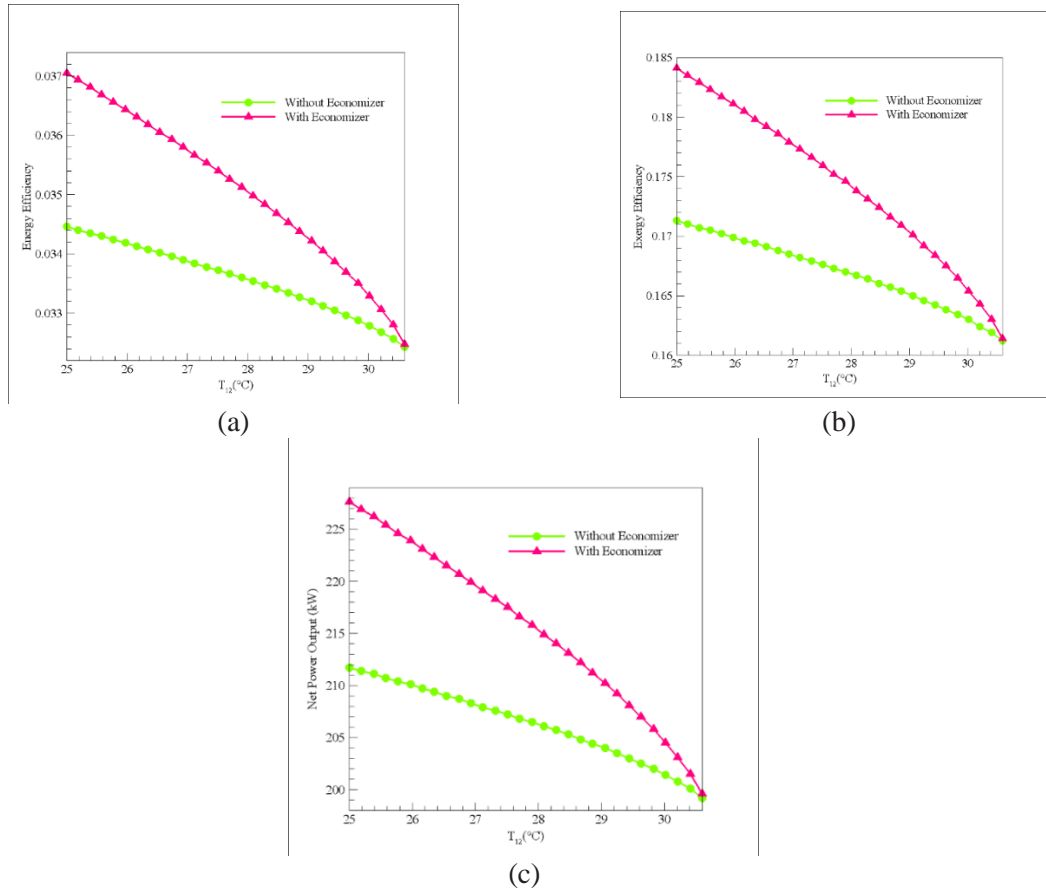 0.037
0.036
0.035
0.034
0.033
Energy Efficiency
Without Economizer
With Economizer
25 26 27 28 29 30
T12(°C)
(a)
0.185
0.18
0.175
0.17
0.165
0.16
Exergy Efficiency
Without Economizer
With Economizer
25 26 27 28 29 30
T12(°C)
(b)
225
220
215
210
205
200
Net Power Output (kW)
Without Economizer
With Economizer
25 26 27 28 29 30
T12(°C)
(c)